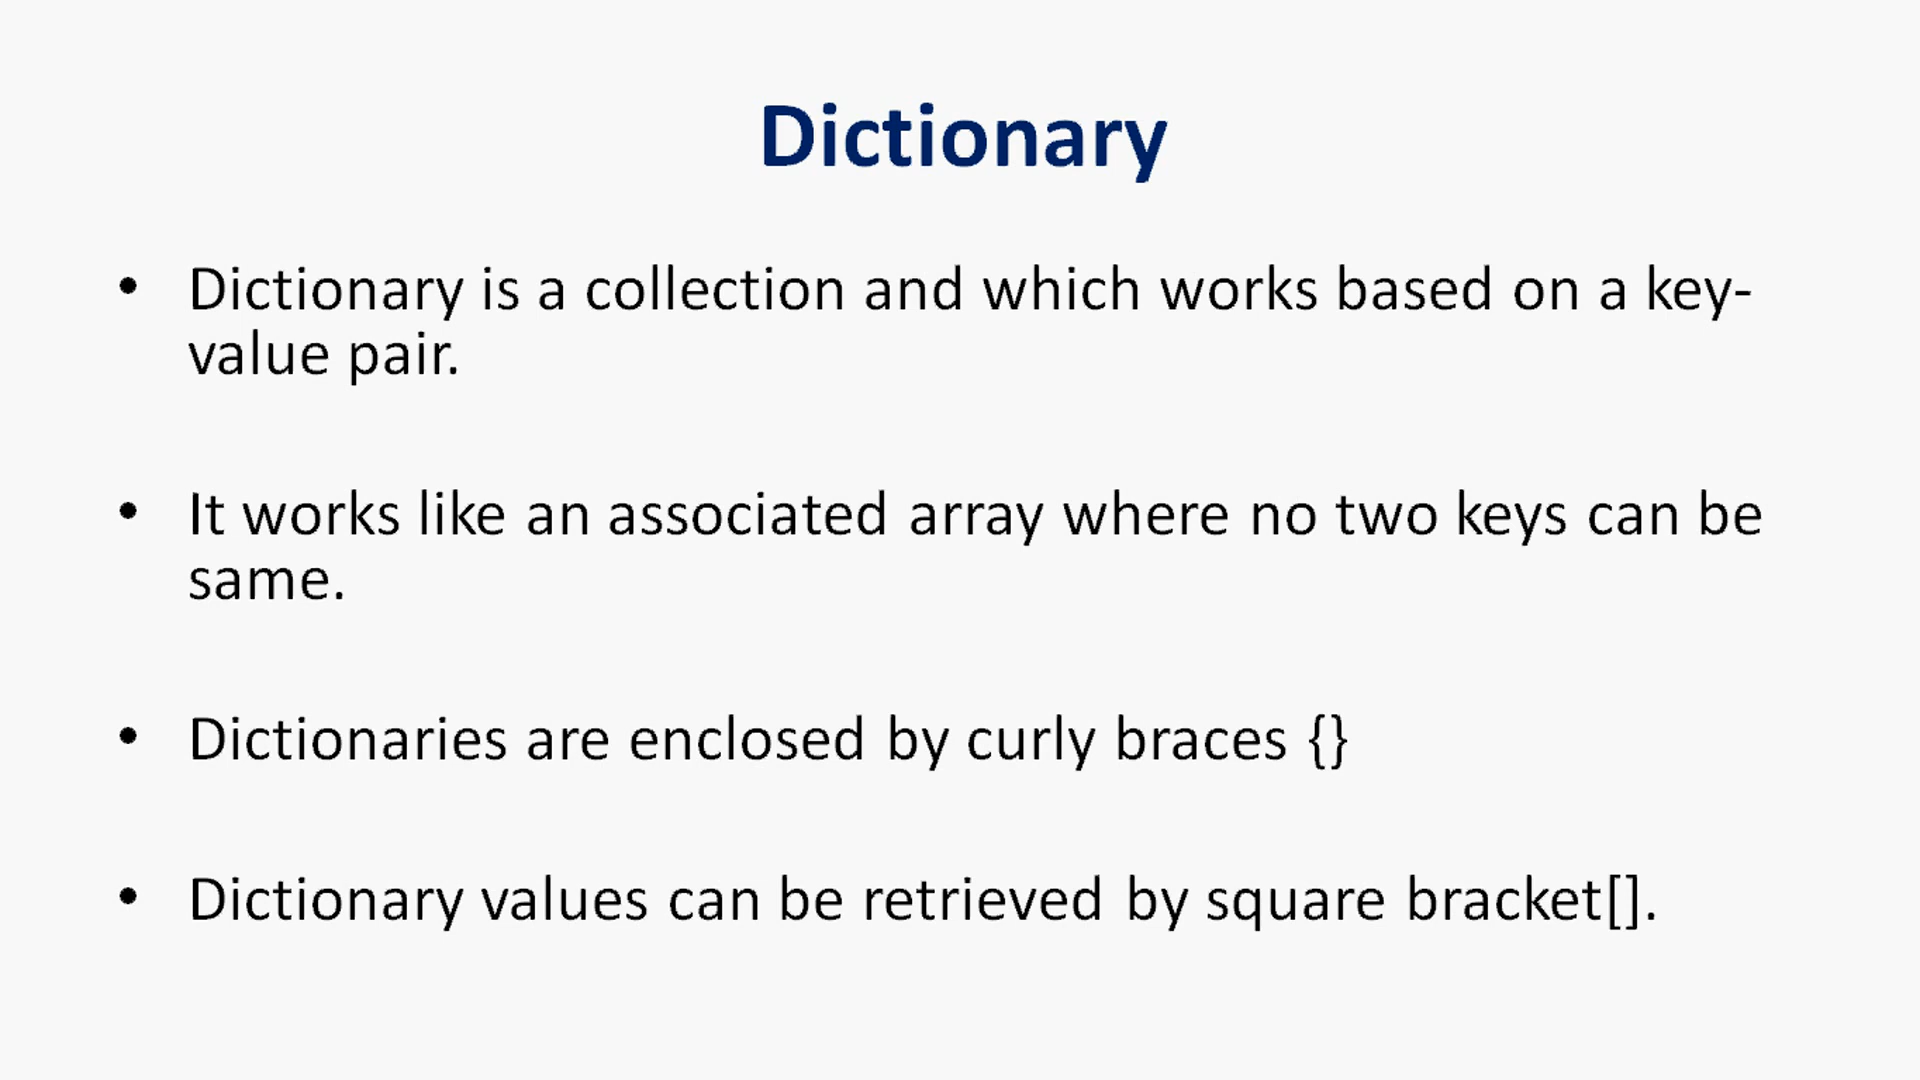 Dictionary
• Dictionary is a collection and which works based on a key-
value pair.
• It works like an associated array where no two keys can be
same.
• Dictionaries are enclosed by curly braces {}
• Dictionary values can be retrieved by square bracket[].